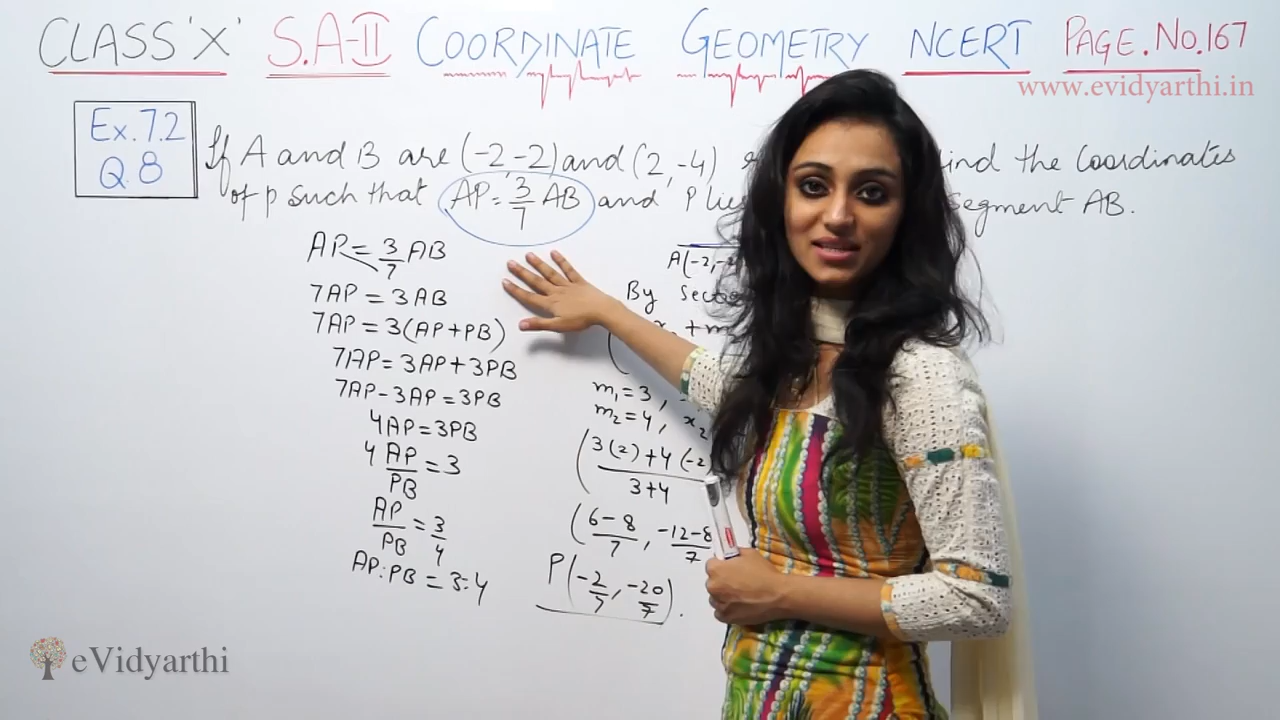 CLASS 'X' S.A-II COORDINATE GEOMETRY NCERT PAGE.No.167
www.evidyarthi.in
Ex.7.2
Q.8
If A and B are (-2,-2) and (2,-4) the Coordinates
of p such that AP = 3/7 AB and P lies segment AB.
AP = 3/7 AB
7AP = 3AB
7AP = 3(AP+PB)
7AP = 3AP + 3PB
7AP - 3AP = 3PB
4AP = 3PB
4 AP/PB = 3
AP/PB = 3/4
AP:PB = 3:4
A(-2,-2
By
m₁=3,
m₂=4, x₂
(3(2)+4(-2)
3+4
(6-8/7, -12-8/7
P(-2/7, -20/7).
eVidyarthi